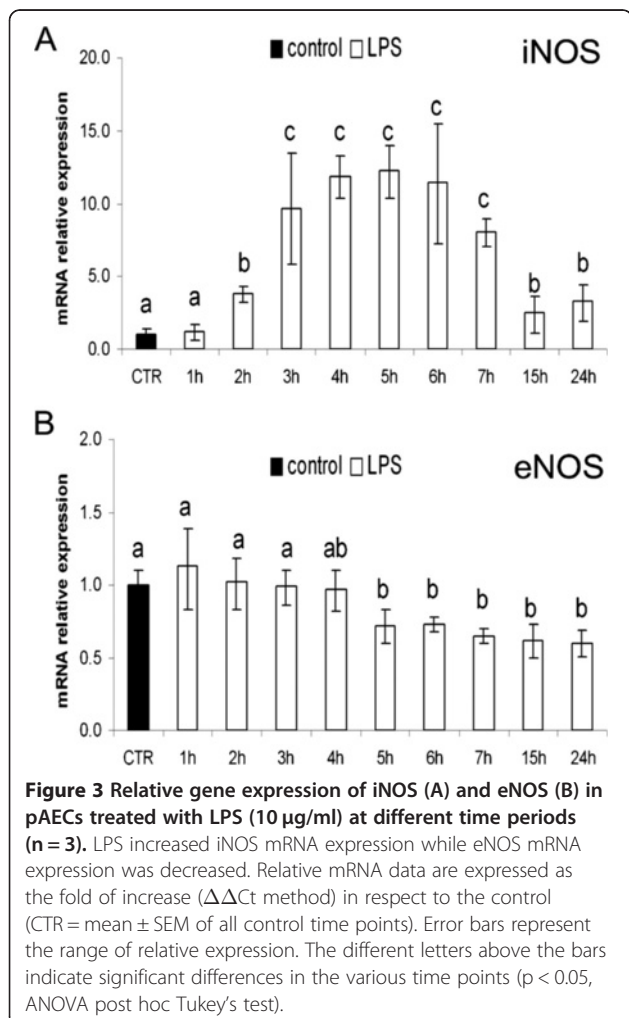 A
■ control □ LPS
iNOS
20.0
15.0
10.0
5.0
0.0
mRNA relative expression
a a b c c c c c b b
CTR 1h 2h 3h 4h 5h 6h 7h 15h 24h
B
■ control □ LPS
eNOS
2.0
1.5
1.0
0.5
0.0
mRNA relative expression
a a a a ab b b b b b
CTR 1h 2h 3h 4h 5h 6h 7h 15h 24h
Figure 3 Relative gene expression of iNOS (A) and eNOS (B) in
pAECs treated with LPS (10 μg/ml) at different time periods
(n = 3). LPS increased iNOS mRNA expression while eNOS mRNA
expression was decreased. Relative mRNA data are expressed as
the fold of increase (ΔΔCt method) in respect to the control
(CTR = mean ± SEM of all control time points). Error bars represent
the range of relative expression. The different letters above the bars
indicate significant differences in the various time points (p < 0.05,
ANOVA post hoc Tukey's test).